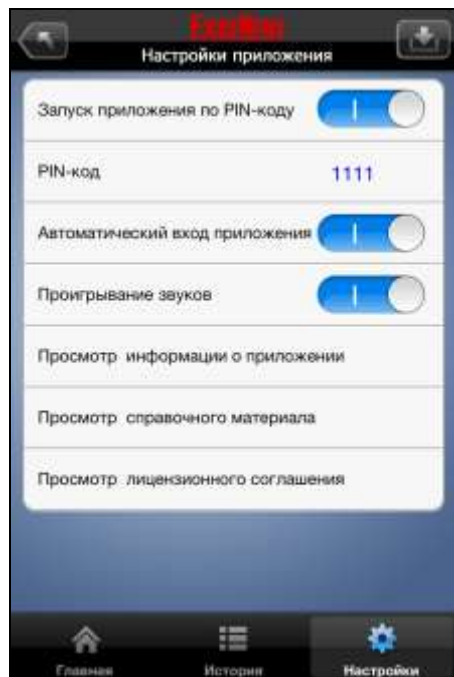 Настройки приложения
Запуск приложения по PIN-коду
PIN-код 1111
Автоматический вход приложения
Проигрывание звуков
Просмотр информации о приложении
Просмотр справочного материала
Просмотр лицензионного соглашения
Главная История Настройки